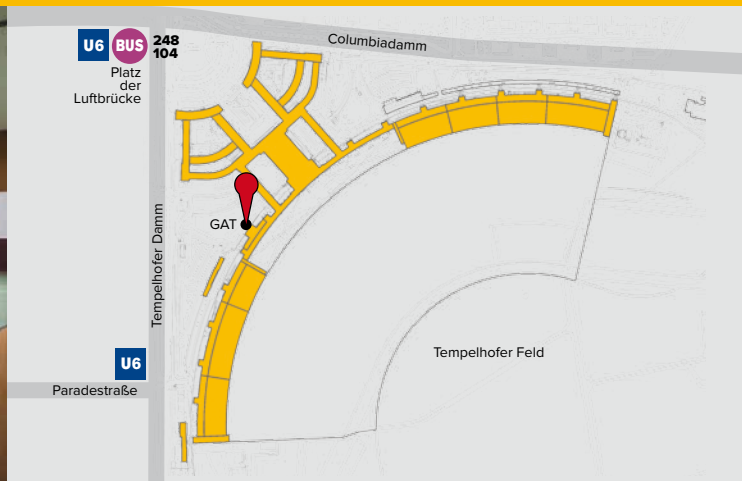 Columbiadamm
U6 BUS 248
104
Platz
der
Luftbrücke
GAT
Tempelhofer Damm
U6
Paradestraße
Tempelhofer Feld